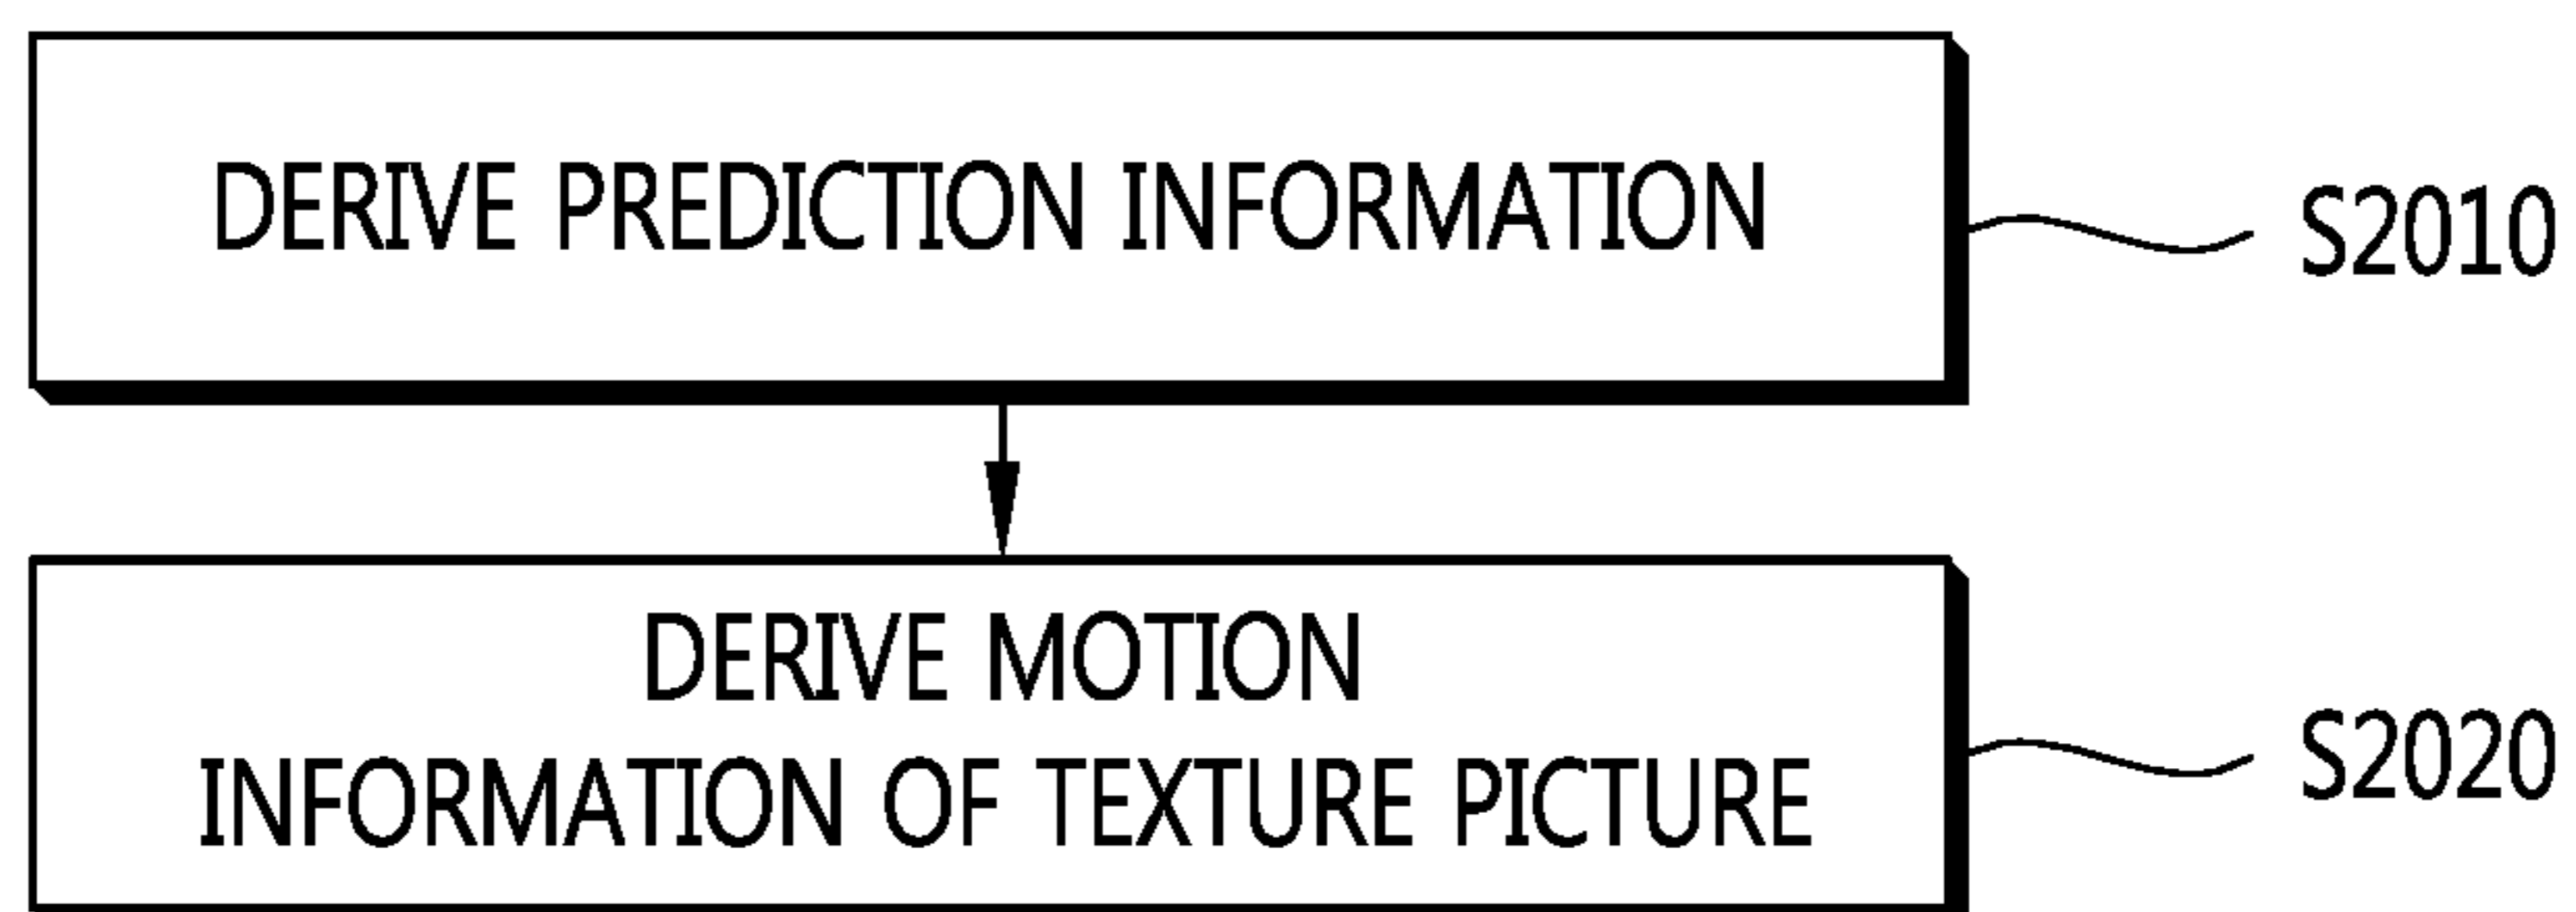 DERIVE PREDICTION INFORMATION
S2010
DERIVE MOTION
INFORMATION OF TEXTURE PICTURE
S2020